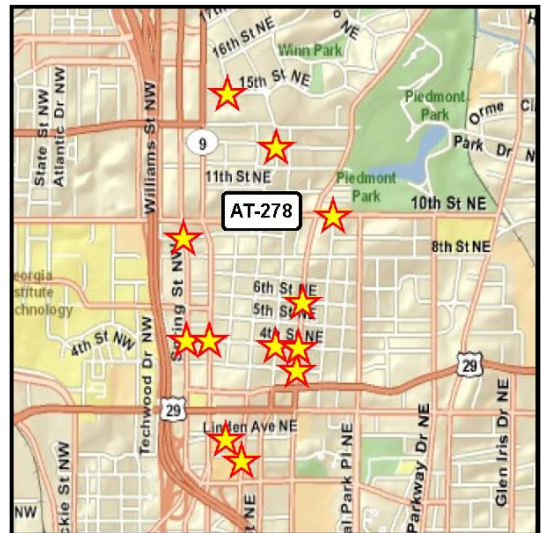 17th
NE
16th St NE
Winn Park
15th St NE
Piedmont
Park
Orme
Park Dr N
State St NW
Atlantic Dr NW
Williams St NW
9
11th St NE
Piedmont
Park
10th St NE
AT-278
8th St NE
Spring St NW
eorgia
stitute
chnology
6th St NE
5th St NE
4th St NE
4th St NW
Techwood Dr NW
29
29
Linden Ave NE
ckie St NW
NW
t NE
al Park Pl NE
Parkway Dr NE
Glen Iris Dr NE